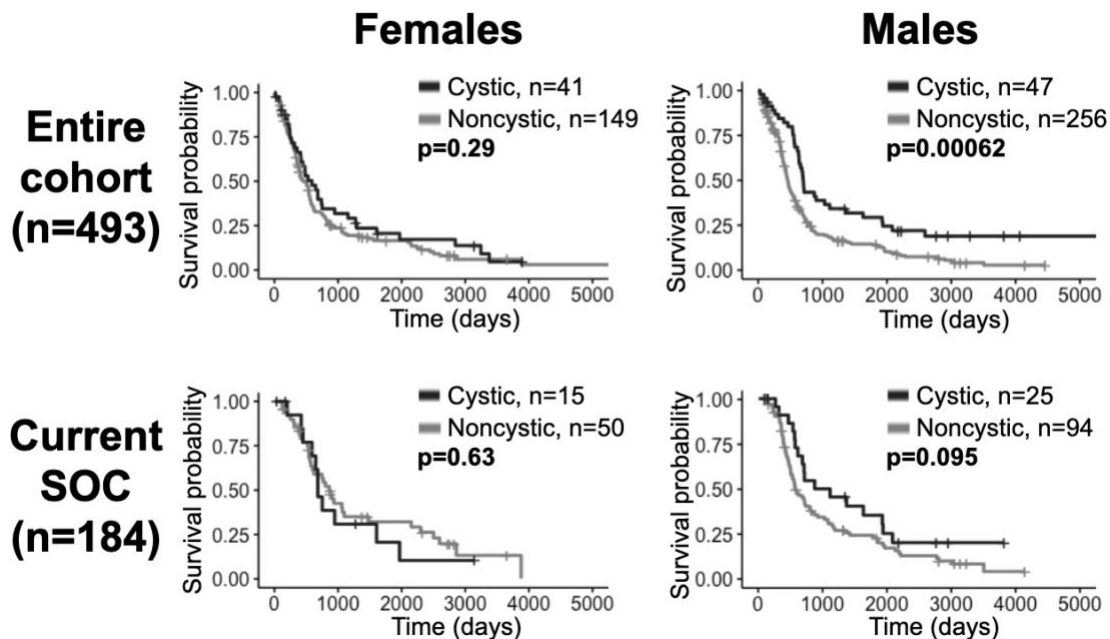 Females
Males
Entire
cohort
(n=493)
Survival probability
1.00
0.75
0.50
0.25
0.00
Cystic, n=41
Noncystic, n=149
p=0.29
0 1000 2000 3000 4000 5000
Time (days)
Survival probability
1.00
0.75
0.50
0.25
0.00
Cystic, n=47
Noncystic, n=256
p=0.00062
0 1000 2000 3000 4000 5000
Time (days)
Current
SOC
(n=184)
Survival probability
1.00
0.75
0.50
0.25
0.00
Cystic, n=15
Noncystic, n=50
p=0.63
0 1000 2000 3000 4000 5000
Time (days)
Survival probability
1.00
0.75
0.50
0.25
0.00
Cystic, n=25
Noncystic, n=94
p=0.095
0 1000 2000 3000 4000 5000
Time (days)